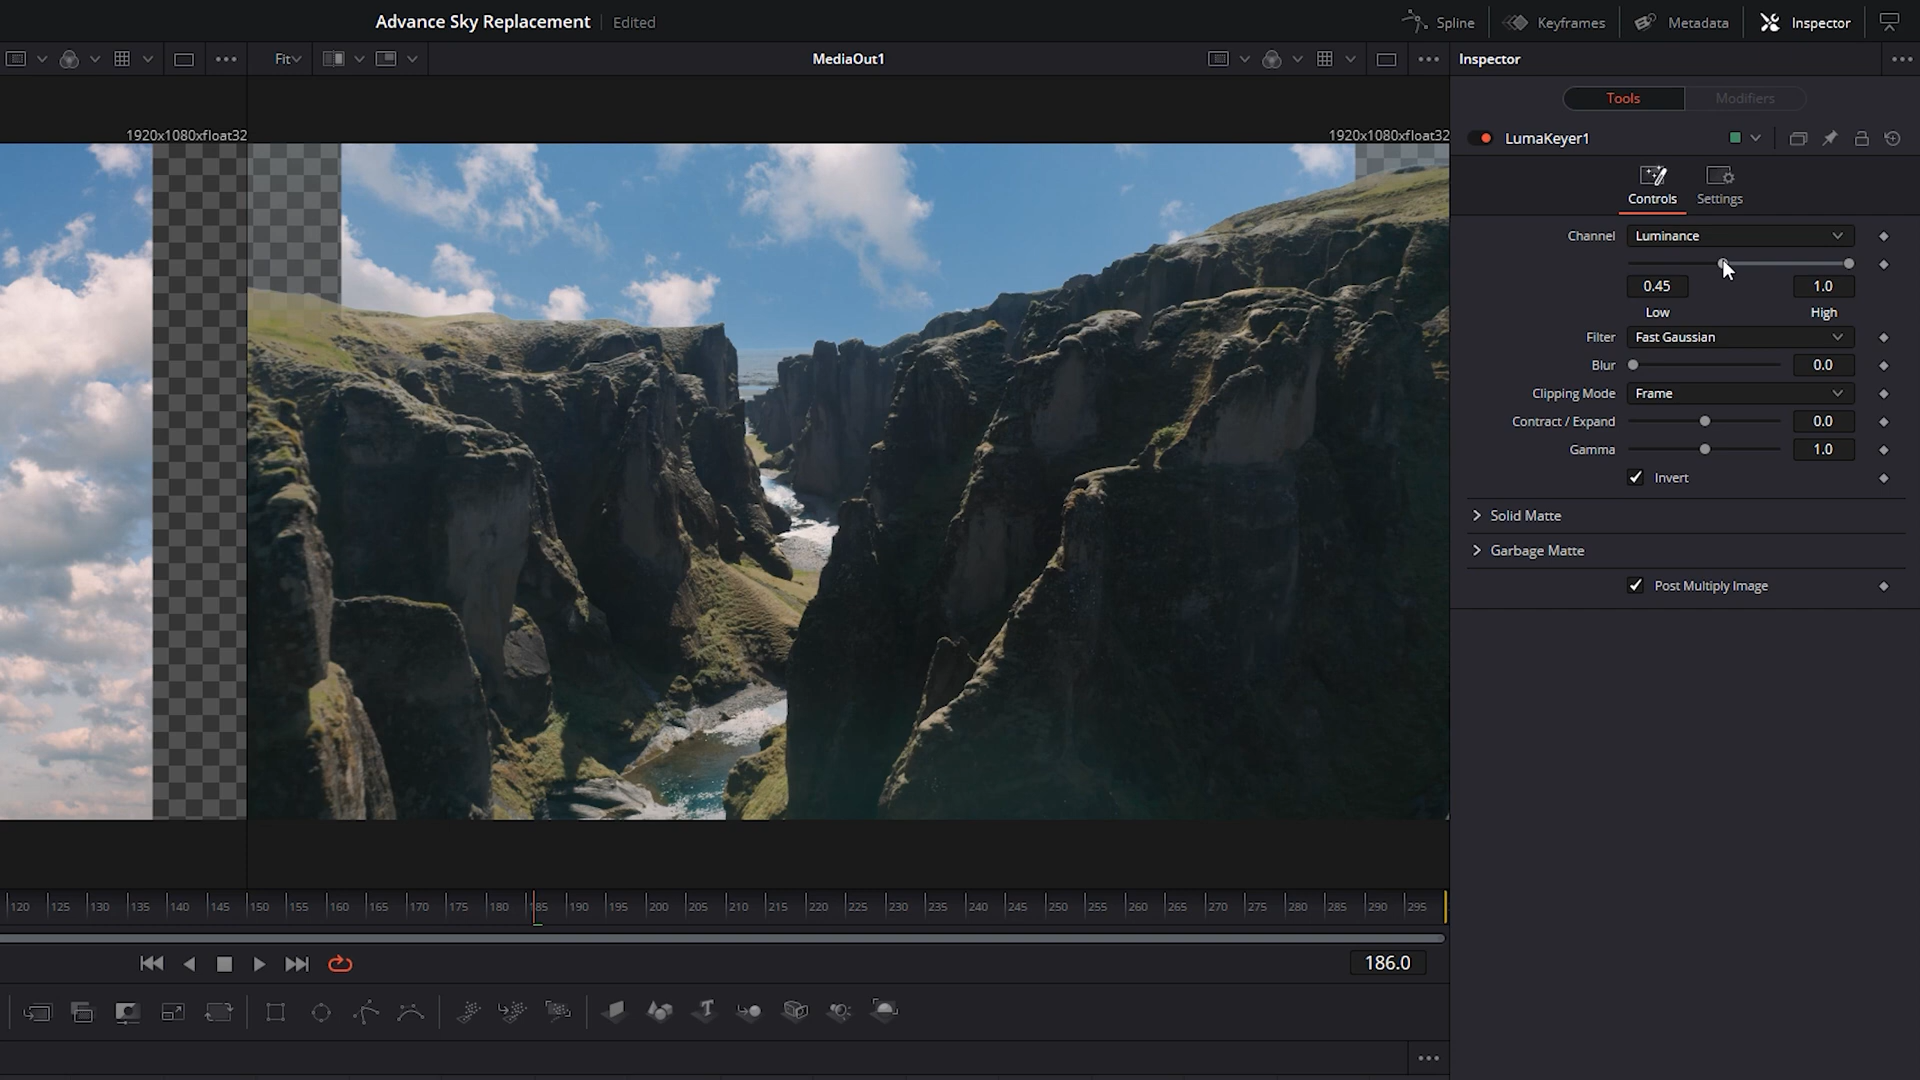 Advance Sky Replacement Edited
Spline Keyframes Metadata Inspector
Fit MediaOut1 Inspector
Tools Modifiers
1920x1080xfloat32 1920x1080xfloat32
LumaKeyer1
Controls Settings
Channel Luminance
0.45 1.0
Low High
Filter Fast Gaussian
Blur 0.0
Clipping Mode Frame
Contract / Expand 0.0
Gamma 1.0
Invert
Solid Matte
Garbage Matte
Post Multiply Image
120 125 130 135 140 145 150 155 160 165 170 175 180 185 190 195 200 205 210 215 220 225 230 235 240 245 250 255 260 265 270 275 280 285 290 295
186.0